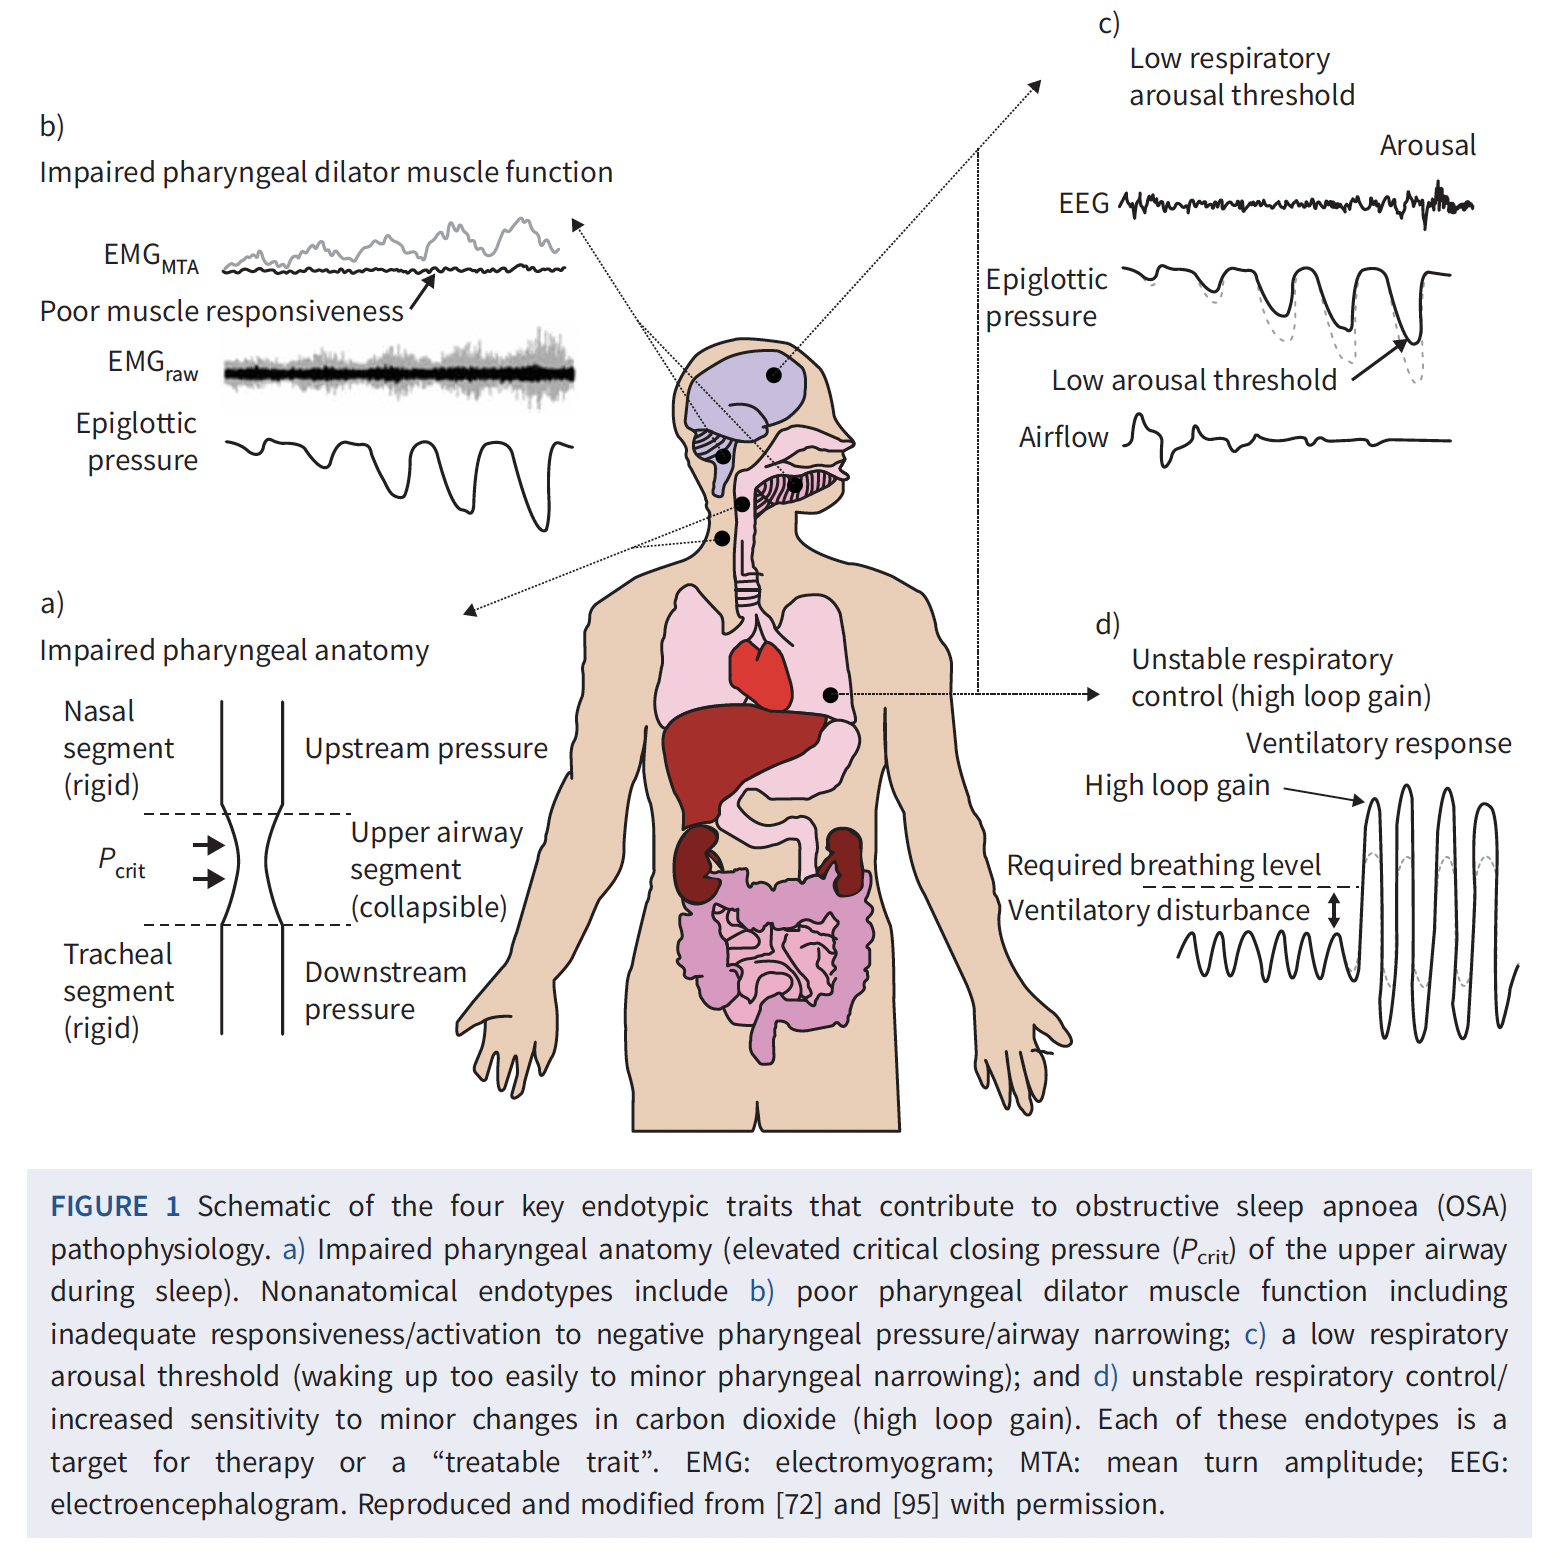 c)
Low respiratory
arousal threshold
Arousal
EEG
Epiglottic
pressure
Low arousal threshold
Airflow
b)
Impaired pharyngeal dilator muscle function
EMGMTA
Poor muscle responsiveness
EMGraw
Epiglottic
pressure
a)
Impaired pharyngeal anatomy
Nasal
segment
(rigid)
Upstream pressure
Pcrit
Upper airway
segment
(collapsible)
Tracheal
segment
(rigid)
Downstream
pressure
d)
Unstable respiratory
control (high loop gain)
Ventilatory response
High loop gain
Required breathing level
Ventilatory disturbance
FIGURE 1 Schematic of the four key endotypic traits that contribute to obstructive sleep apnoea (OSA)
pathophysiology. a) Impaired pharyngeal anatomy (elevated critical closing pressure (Pcrit) of the upper airway
during sleep). Nonanatomical endotypes include b) poor pharyngeal dilator muscle function including
inadequate responsiveness/activation to negative pharyngeal pressure/airway narrowing; c) a low respiratory
arousal threshold (waking up too easily to minor pharyngeal narrowing); and d) unstable respiratory control/
increased sensitivity to minor changes in carbon dioxide (high loop gain). Each of these endotypes is a
target for therapy or a “treatable trait”. EMG: electromyogram; MTA: mean turn amplitude; EEG:
electroencephalogram. Reproduced and modified from [72] and [95] with permission.